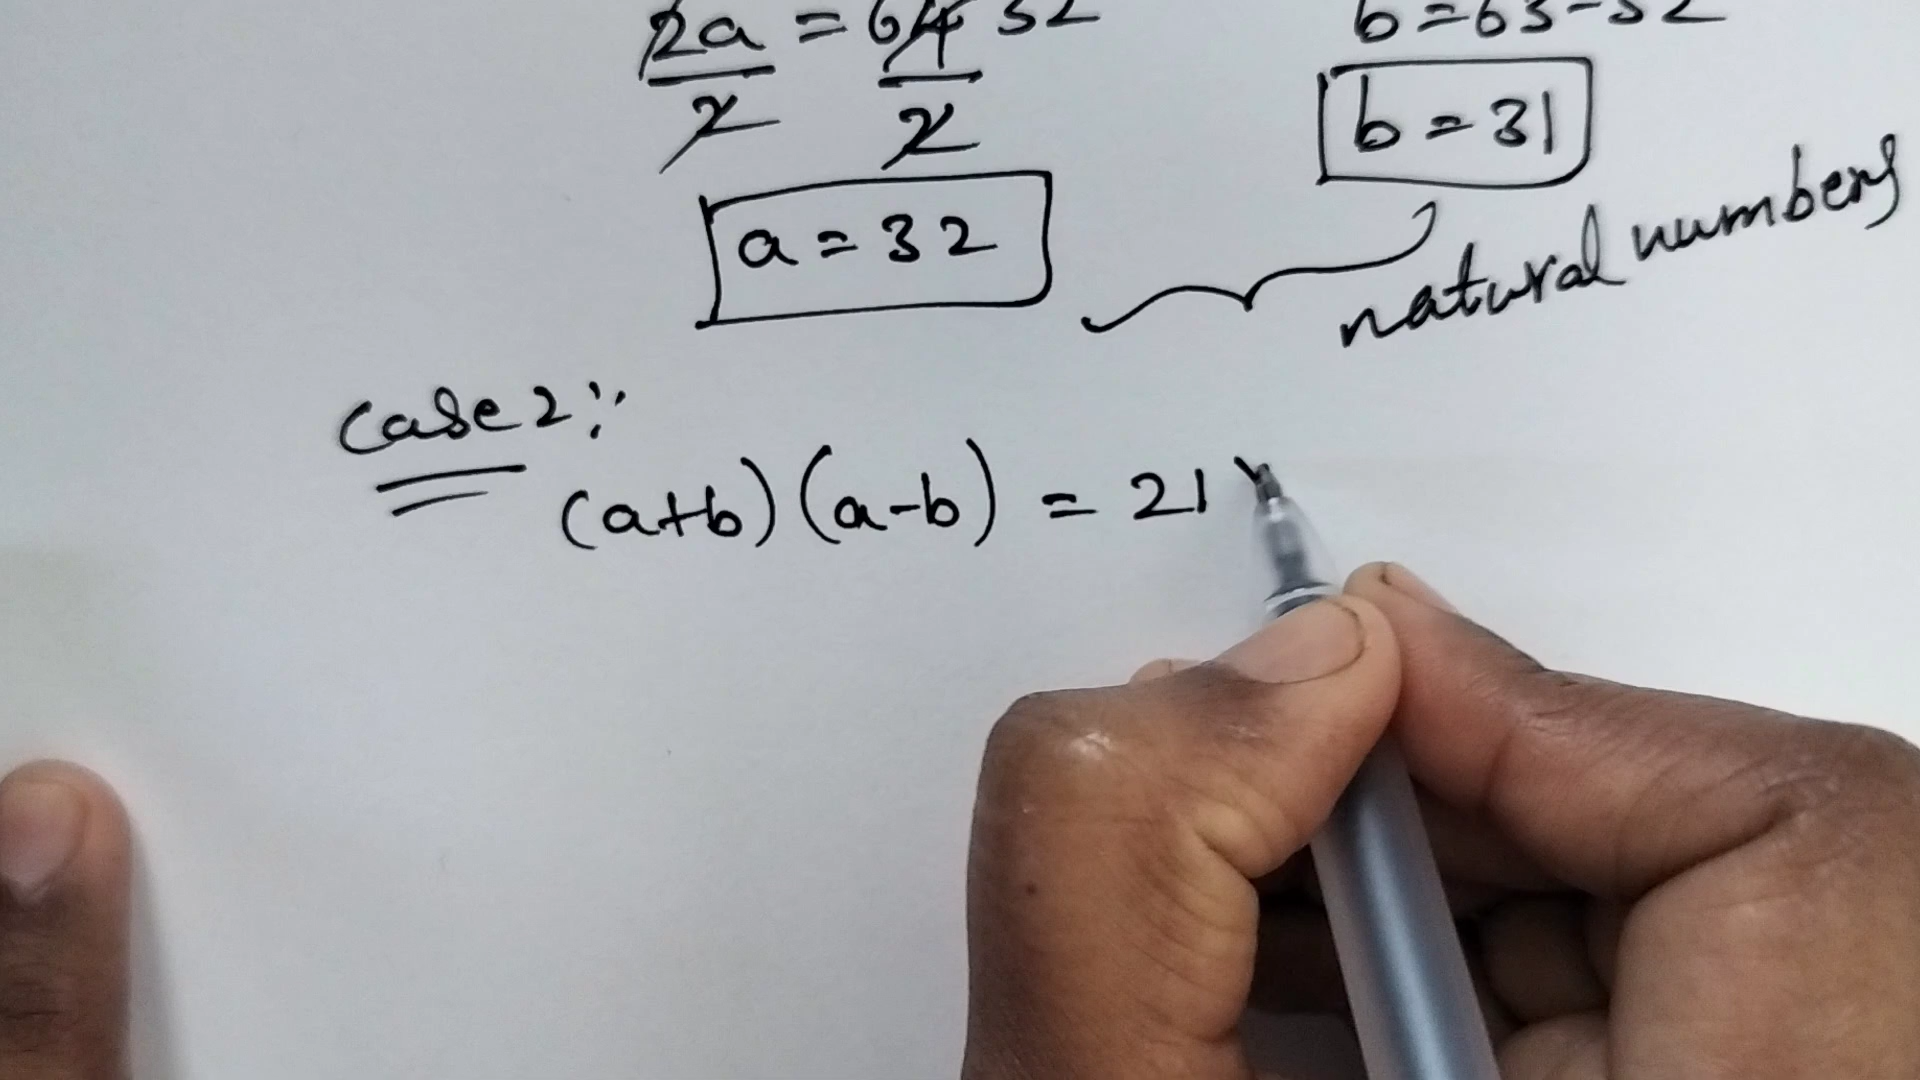 2a = 64 32
2 2
b = 63 - 32
b = 31
a = 32
natural numbers
Case 2:
(a+b) (a-b) = 21